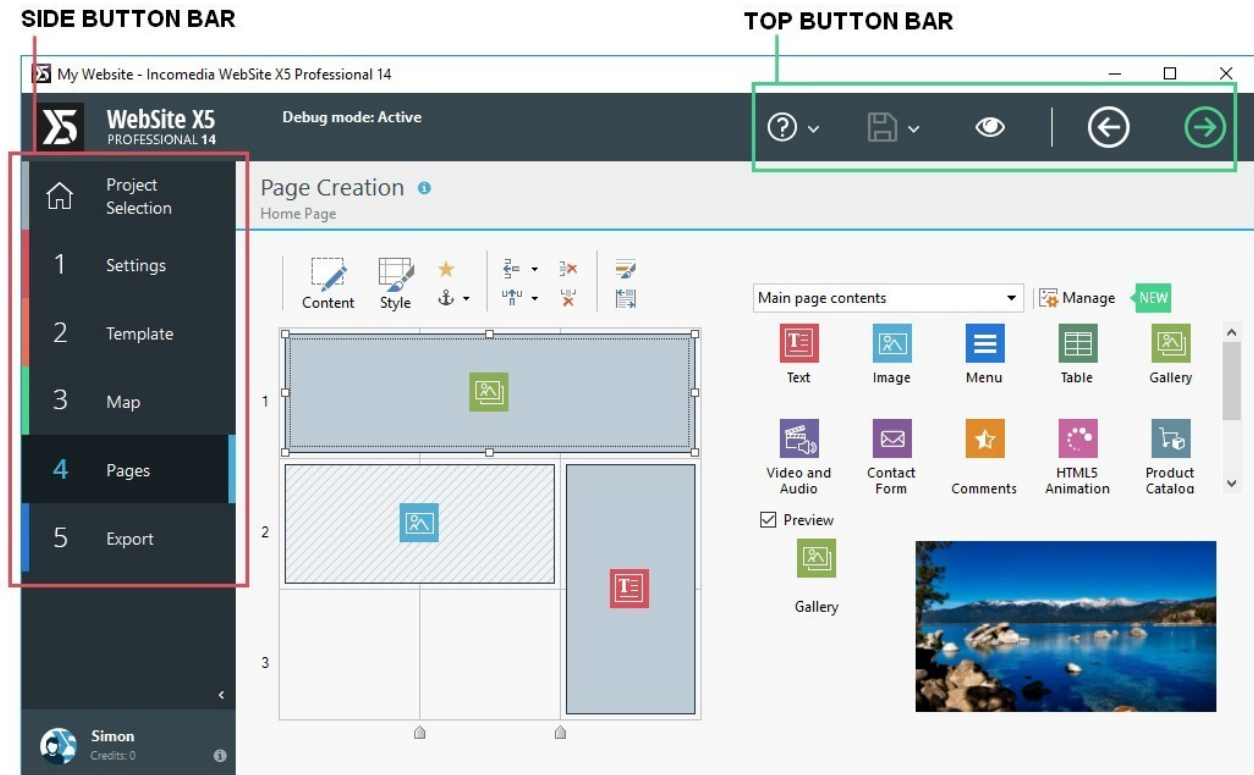 SIDE BUTTON BAR
TOP BUTTON BAR
My Website - Incomedia WebSite X5 Professional 14
X5
WebSite X5
PROFESSIONAL 14
Debug mode: Active
Project
Selection
1 Settings
2 Template
3 Map
4 Pages
5 Export
Simon
Credits: 0
Page Creation
Home Page
Content
Style
1
2
3
Main page contents
Manage
NEW
Text
Image
Menu
Table
Gallery
Video and
Audio
Contact
Form
Comments
HTML5
Animation
Product
Catalog
Preview
Gallery